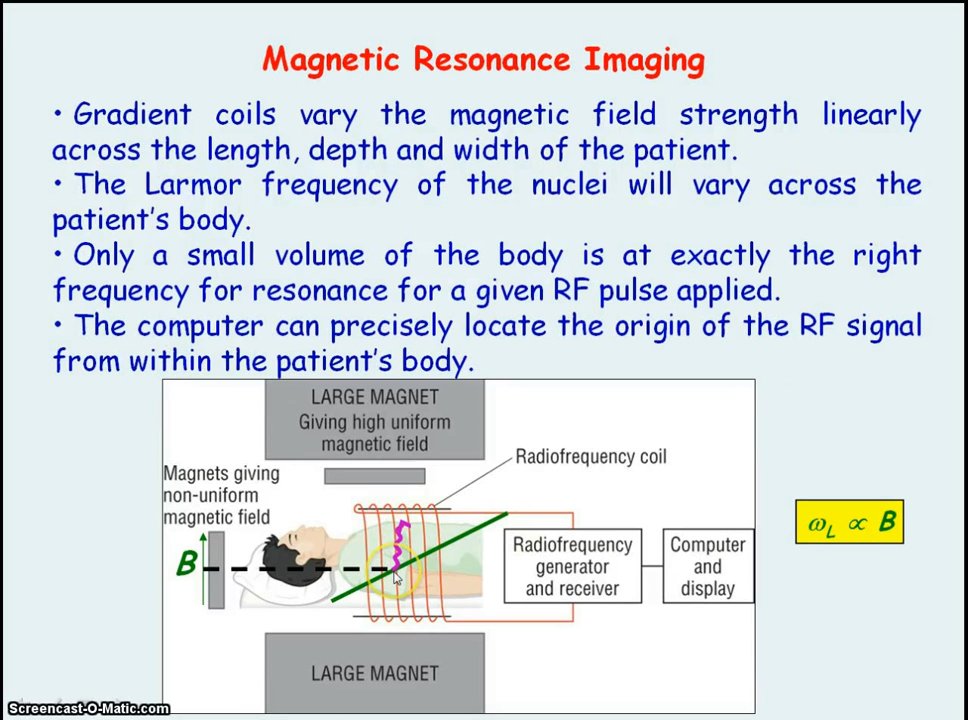 Magnetic Resonance Imaging
• Gradient coils vary the magnetic field strength linearly
across the length, depth and width of the patient.
• The Larmor frequency of the nuclei will vary across the
patient's body.
• Only a small volume of the body is at exactly the right
frequency for resonance for a given RF pulse applied.
• The computer can precisely locate the origin of the RF signal
from within the patient's body.
LARGE MAGNET
Giving high uniform
magnetic field
Radiofrequency coil
Magnets giving
non-uniform
magnetic field
B
Radiofrequency
generator
and receiver
Computer
and
display
ω_L ∝ B
LARGE MAGNET
Screencast-O-Matic.com